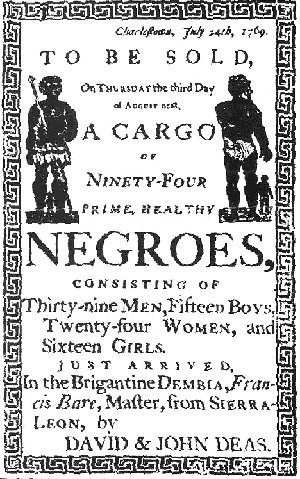 Charlestown, July 24th, 1769.
TO BE SOLD,
On THURSDAY the third Day
of AUGUST next,
A CARGO
OF
NINETY-FOUR
PRIME, HEALTHY
NEGROES,
CONSISTING OF
Thirty-nine MEN, Fifteen BOYS,
Twenty-four WOMEN, and
Sixteen GIRLS.
JUST ARRIVED,
In the Brigantine DEMBIA, Fran-
cis Bare, Master, from SIERRA-
LEON, by
DAVID & JOHN DEAS.